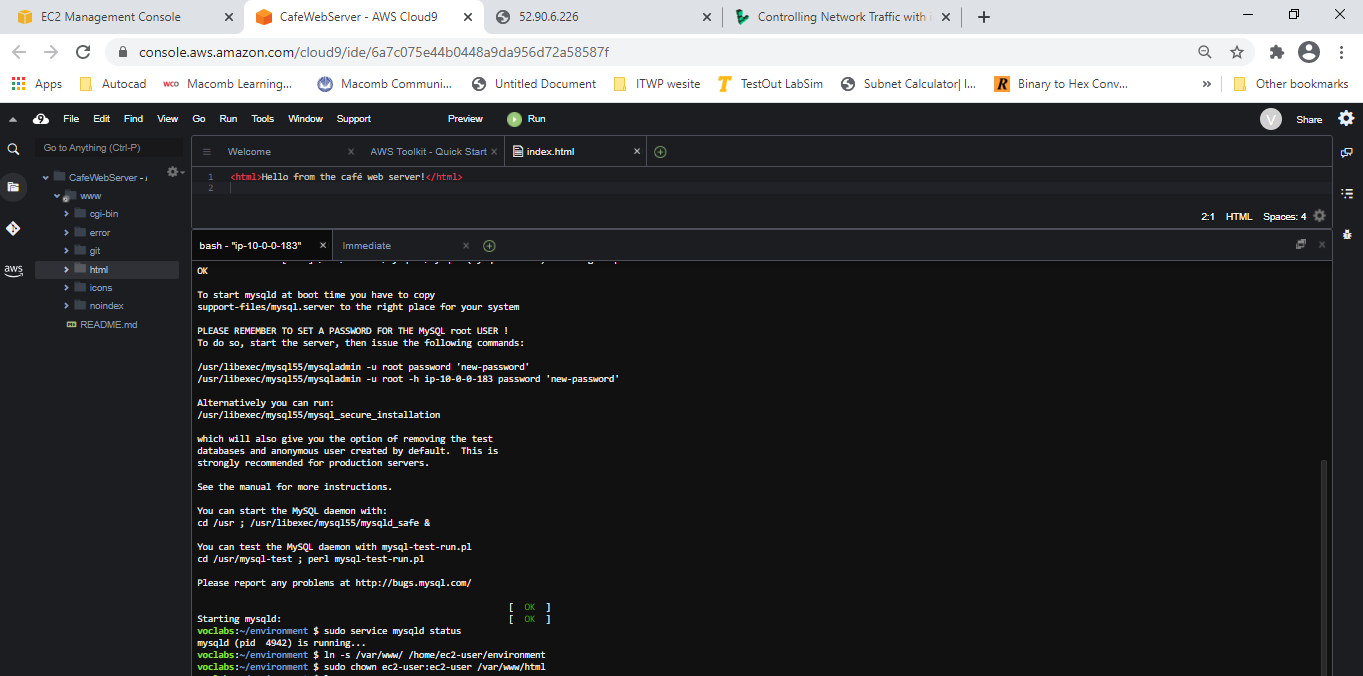 EC2 Management Console
CafeWebServer - AWS Cloud9
52.90.6.226
Controlling Network Traffic with
console.aws.amazon.com/cloud9/ide/6a7c075e44b0448a9da956d72a58587f
Apps
Autocad
wco Macomb Learning...
Macomb Communi...
Untitled Document
ITWP wesite
TestOut LabSim
Subnet Calculator| I...
R Binary to Hex Conv...
»
Other bookmarks
9 File Edit Find View Go Run Tools Window Support Preview Run
V Share
Go to Anything (Ctrl-P)
Welcome
AWS Toolkit - Quick Start
index.html
CafeWebServer - /
www
cgi-bin
error
git
html
icons
noindex
README.md
aws
1 <html>Hello from the café web server!</html>
2
2:1 HTML Spaces: 4
bash - "ip-10-0-0-183"
Immediate
OK
To start mysqld at boot time you have to copy
support-files/mysql.server to the right place for your system
PLEASE REMEMBER TO SET A PASSWORD FOR THE MySQL root USER !
To do so, start the server, then issue the following commands:
/usr/libexec/mysql55/mysqladmin -u root password 'new-password'
/usr/libexec/mysql55/mysqladmin -u root -h ip-10-0-0-183 password 'new-password'
Alternatively you can run:
/usr/libexec/mysql55/mysql_secure_installation
which will also give you the option of removing the test
databases and anonymous user created by default.  This is
strongly recommended for production servers.
See the manual for more instructions.
You can start the MySQL daemon with:
cd /usr ; /usr/libexec/mysql55/mysqld_safe &
You can test the MySQL daemon with mysql-test-run.pl
cd /usr/mysql-test ; perl mysql-test-run.pl
Please report any problems at http://bugs.mysql.com/
[  OK  ]
Starting mysqld: [  OK  ]
voclabs:~/environment $ sudo service mysqld status
mysqld (pid  4942) is running...
voclabs:~/environment $ ln -s /var/www/ /home/ec2-user/environment
voclabs:~/environment $ sudo chown ec2-user:ec2-user /var/www/html